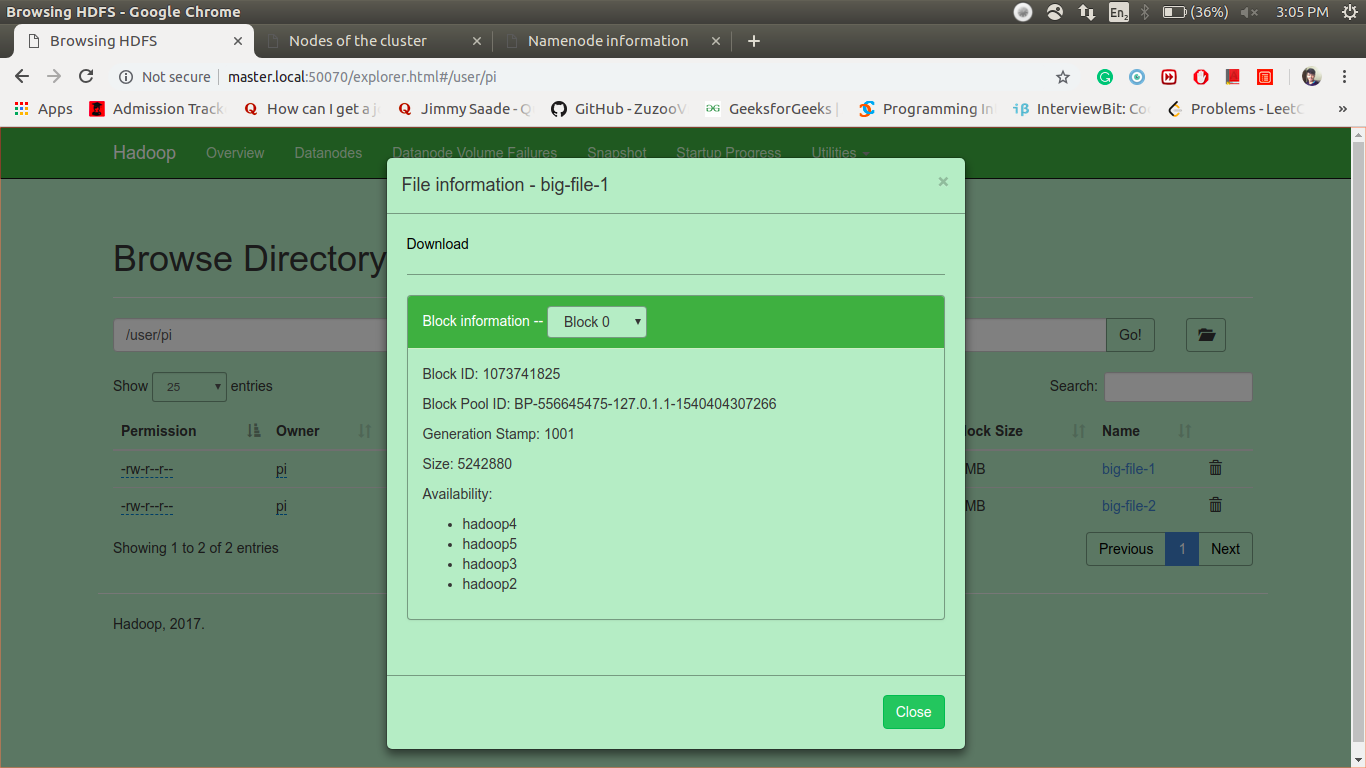 Browsing HDFS - Google Chrome
En2 (36%) 3:05 PM
Browsing HDFS × Nodes of the cluster × Namenode information × +
Not secure master.local:50070/explorer.html#/user/pi
Apps Admission Track How can I get a j Jimmy Saade - Q GitHub - ZuzooV GeeksforGeeks | Programming In InterviewBit: Co Problems - LeetC »
Hadoop Overview Datanodes Datanode Volume Failures Snapshot Startup Progress Utilities
File information - big-file-1 ×
Download
Browse Directory
Block information -- Block 0
/user/pi Go!
Block ID: 1073741825
Show 25 entries Search:
Block Pool ID: BP-556645475-127.0.1.1-1540404307266
Permission Owner lock Size Name
Generation Stamp: 1001
-rw-r--r-- pi MB big-file-1
Size: 5242880
Availability:
-rw-r--r-- pi MB big-file-2
• hadoop4
• hadoop5
Showing 1 to 2 of 2 entries Previous 1 Next
• hadoop3
• hadoop2
Hadoop, 2017.
Close